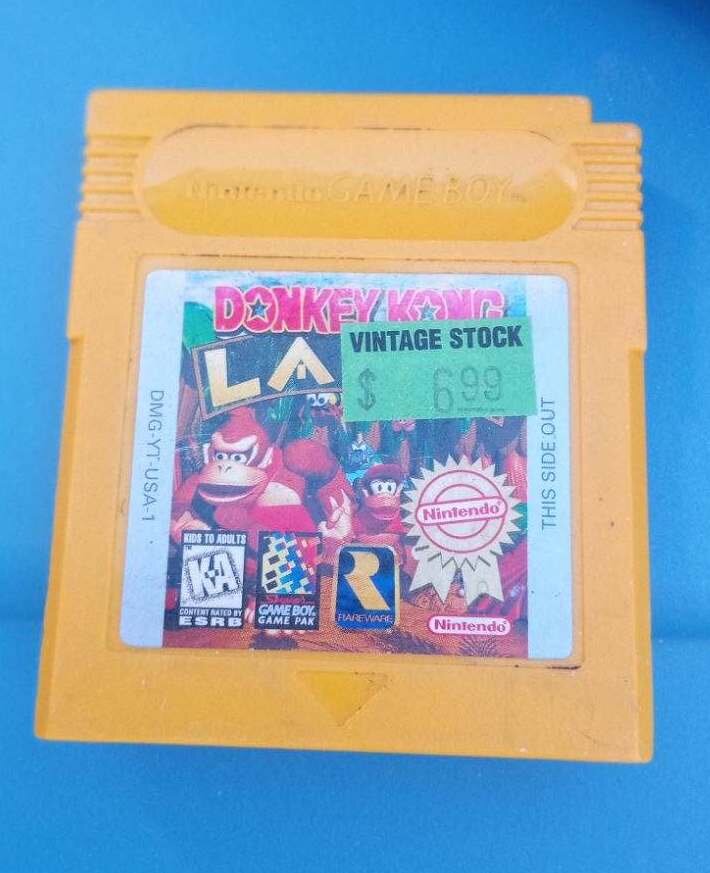 Nintendo GAME BOY
DONKEY KONG
LA
VINTAGE STOCK
$ 6.99
DMG-YT-USA-1
THIS SIDE OUT
Nintendo
KIDS TO ADULTS
K-A
CONTENT RATED BY
ESRB
GAME BOY
GAME PAK
R
RAREWARE
Nintendo